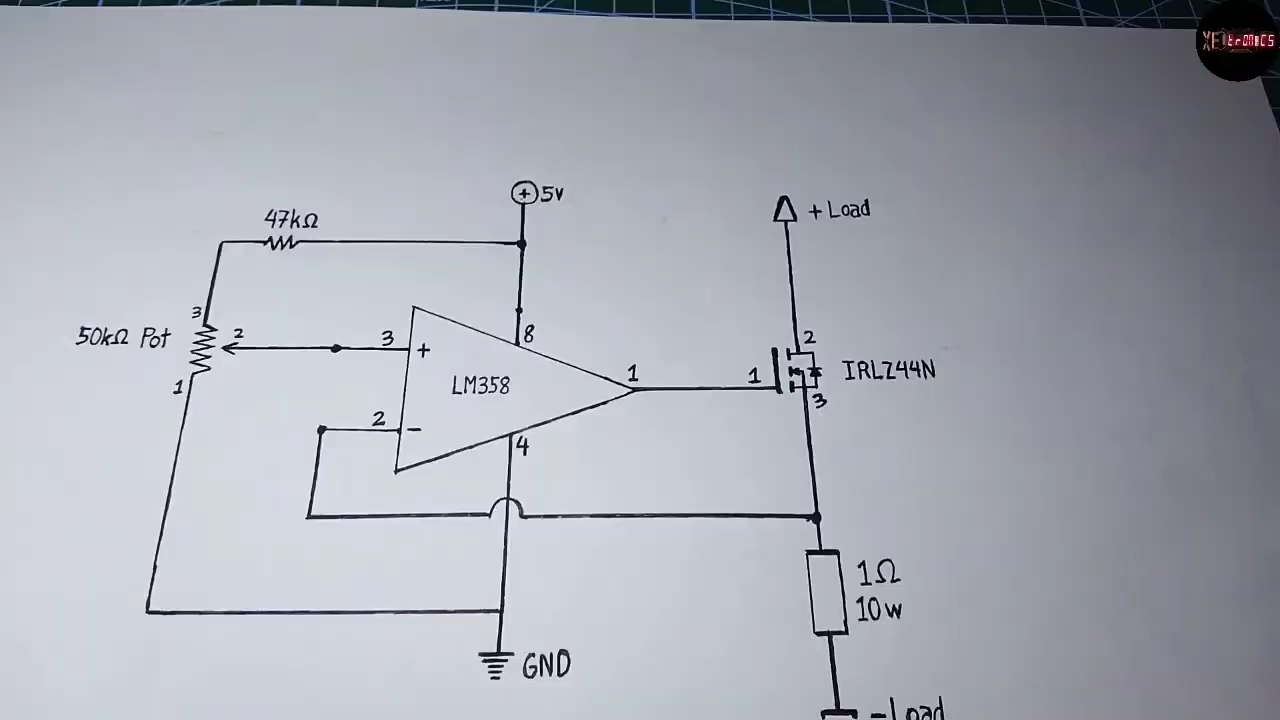 XEltronics
47kΩ
5v
+ Load
50kΩ Pot
3
2
1
3
+
8
LM358
1
2
-
4
1
2
IRLZ44N
3
1Ω
10w
GND
-Load